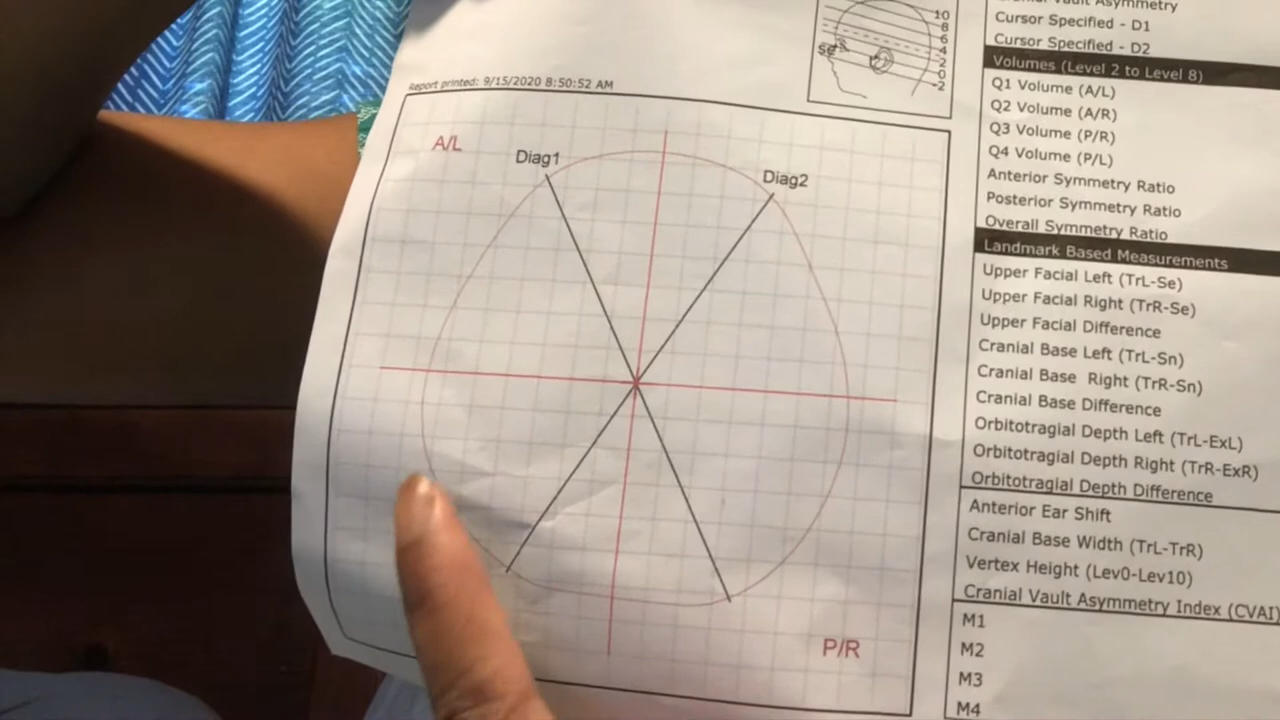 Vault Asymmetry
Cursor Specified - D1
Cursor Specified - D2
Volumes (Level 2 to Level 8)
Q1 Volume (A/L)
Q2 Volume (A/R)
Q3 Volume (P/R)
Q4 Volume (P/L)
Anterior Symmetry Ratio
Posterior Symmetry Ratio
Overall Symmetry Ratio
Landmark Based Measurements
Upper Facial Left (TrL-Se)
Upper Facial Right (TrR-Se)
Upper Facial Difference
Cranial Base Left (TrL-Sn)
Cranial Base Right (TrR-Sn)
Cranial Base Difference
Orbitotragial Depth Left (TrL-ExL)
Orbitotragial Depth Right (TrR-ExR)
Orbitotragial Depth Difference
Anterior Ear Shift
Cranial Base Width (TrL-TrR)
Vertex Height (Lev0-Lev10)
Cranial Vault Asymmetry Index (CVAI)
M1
M2
M3
M4
10
8
6
4
2
0
-2
Se
Report printed: 9/15/2020 8:50:52 AM
A/L
Diag1
Diag2
P/R